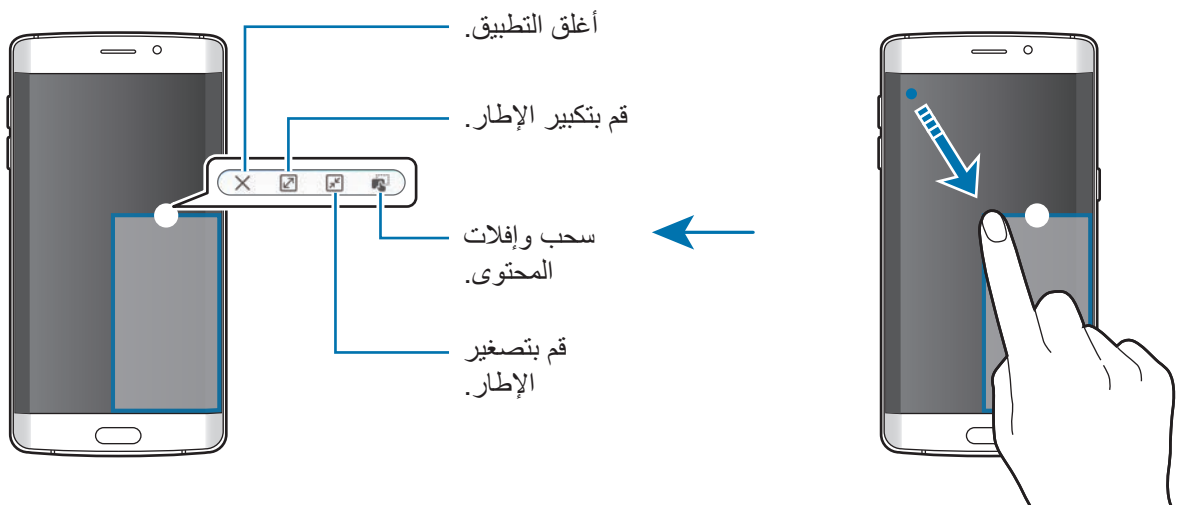 أغلق التطبيق.
قم بتكبير الإطار.
سحب وإفلات
المحتوى.
قم بتصغير
الإطار.